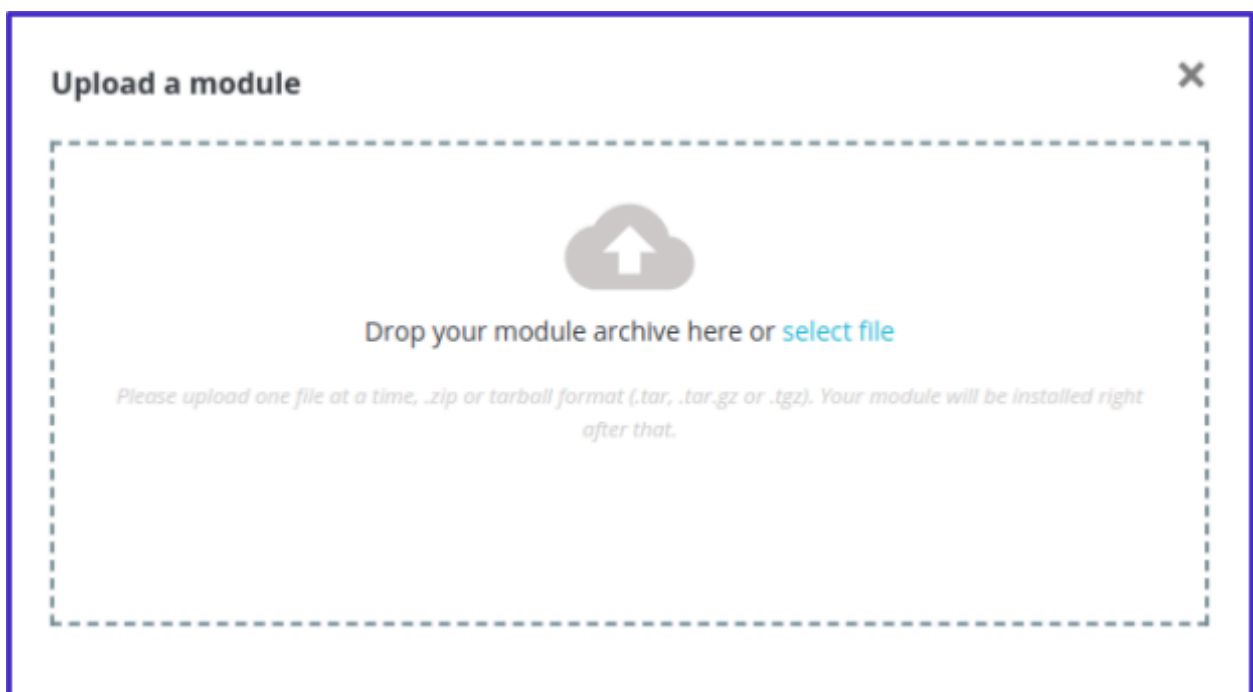 Upload a module
Drop your module archive here or select file
Please upload one file at a time, .zip or tarball format (.tar, .tar.gz or .tgz). Your module will be installed right
after that.